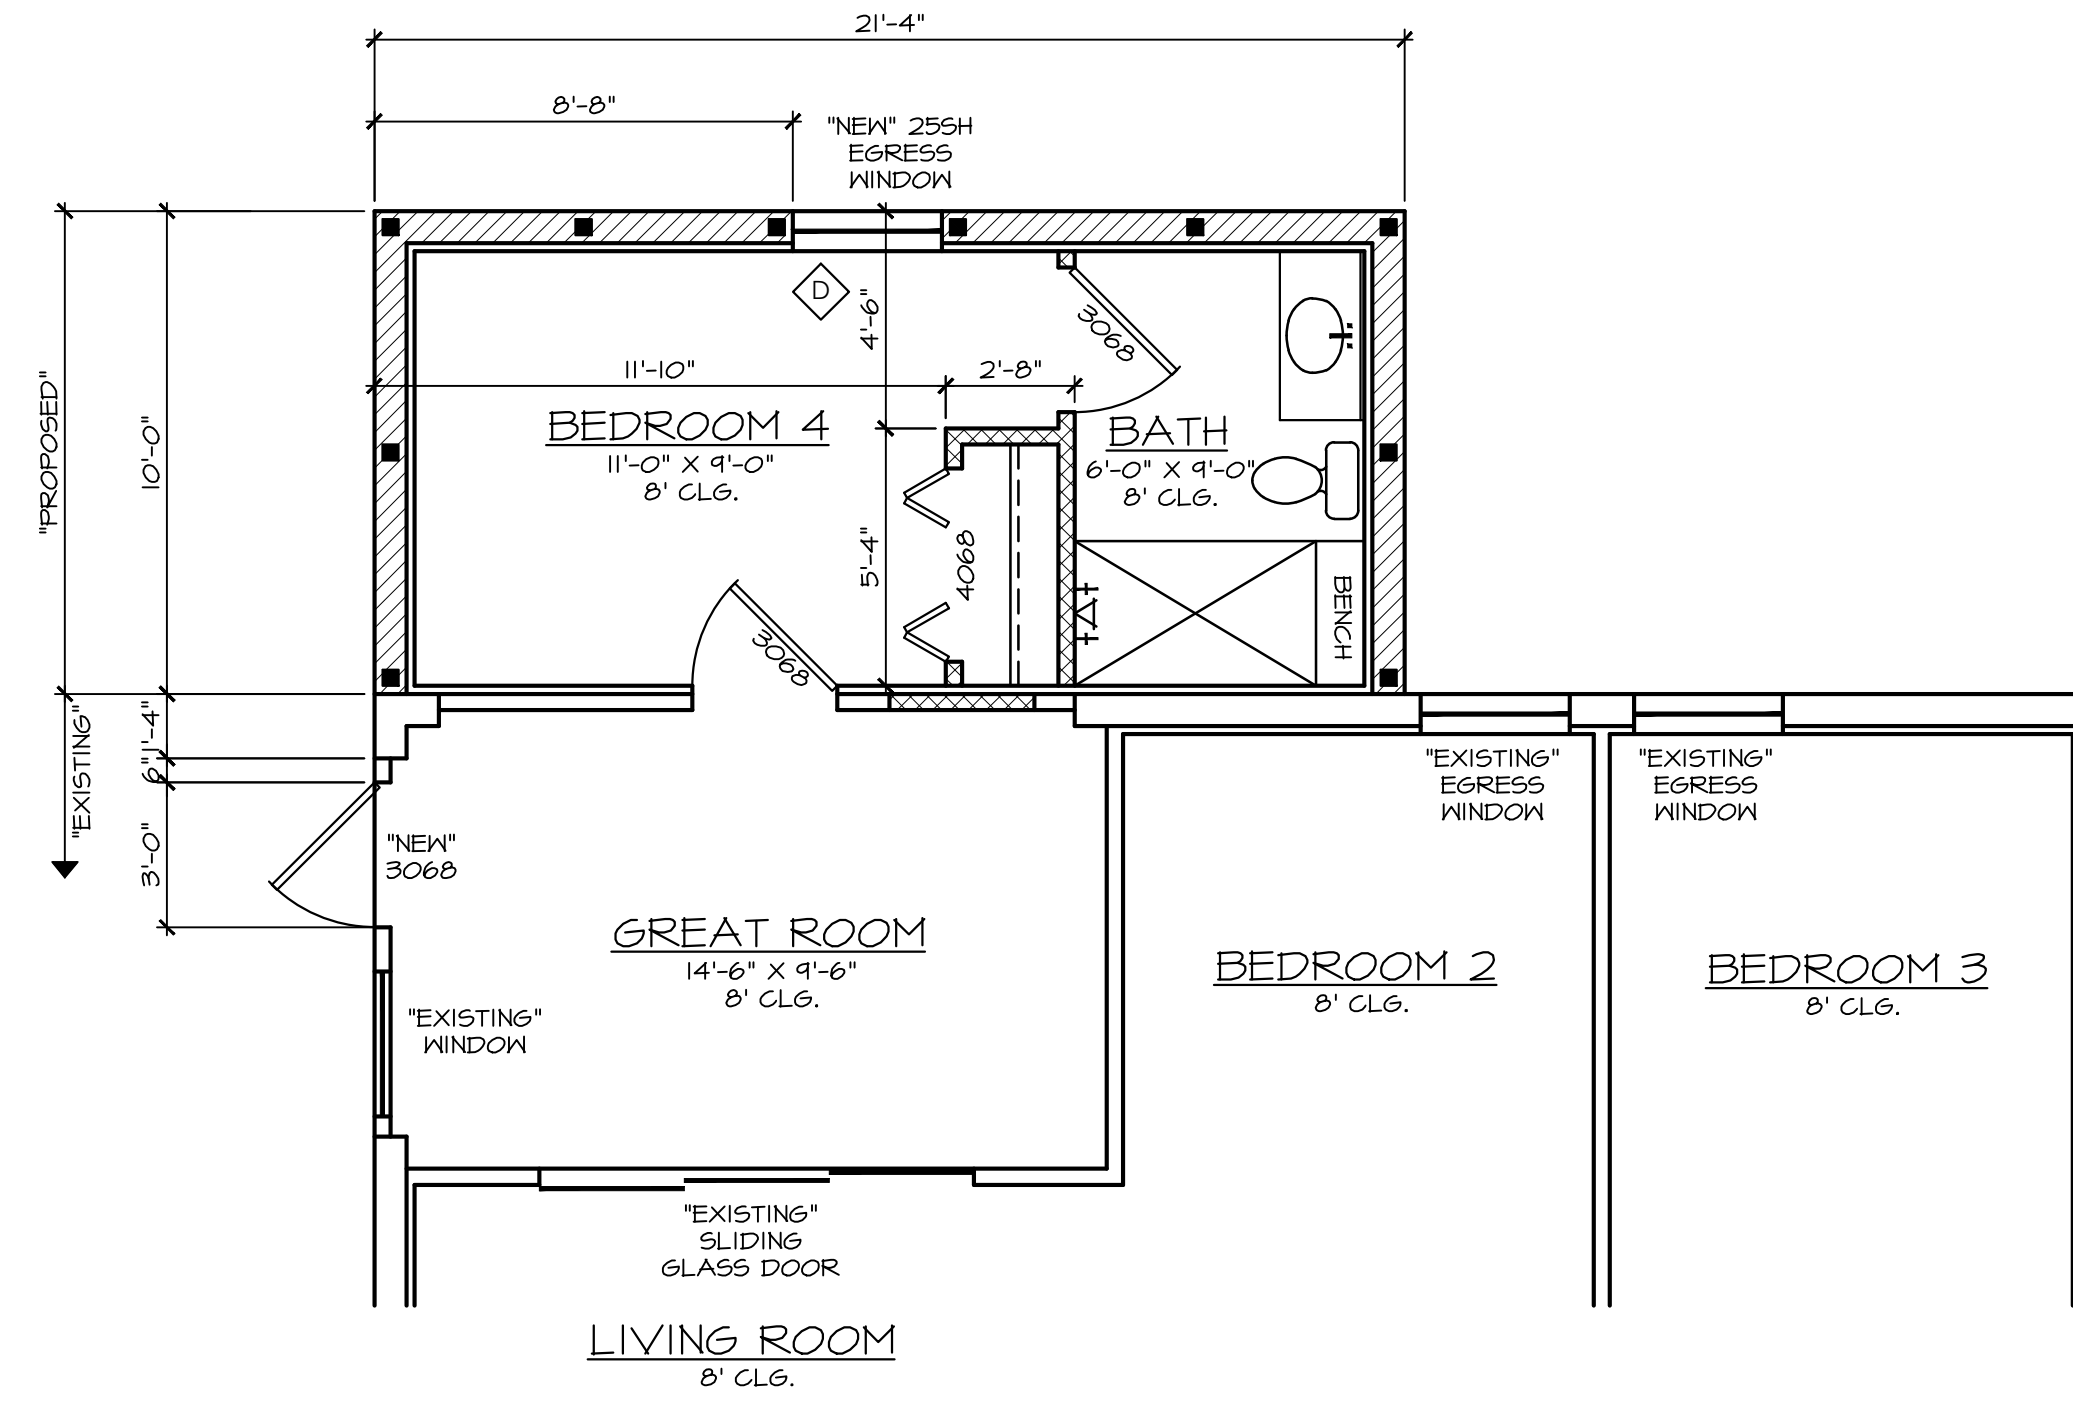 21'-4"
8'-8"
"NEW" 25SH
EGRESS
WINDOW
D
4'-6"
3068
11'-10"
2'-8"
"PROPOSED"
10'-0"
BEDROOM 4
11'-0" X 9'-0"
8' CLG.
BATH
6'-0" X 9'-0"
8' CLG.
5'-4"
4068
BENCH
3068
"EXISTING"
1'-4"
6"
3'-0"
"NEW"
3068
"EXISTING"
EGRESS
WINDOW
"EXISTING"
EGRESS
WINDOW
GREAT ROOM
14'-6" X 9'-6"
8' CLG.
BEDROOM 2
8' CLG.
BEDROOM 3
8' CLG.
"EXISTING"
WINDOW
"EXISTING"
SLIDING
GLASS DOOR
LIVING ROOM
8' CLG.